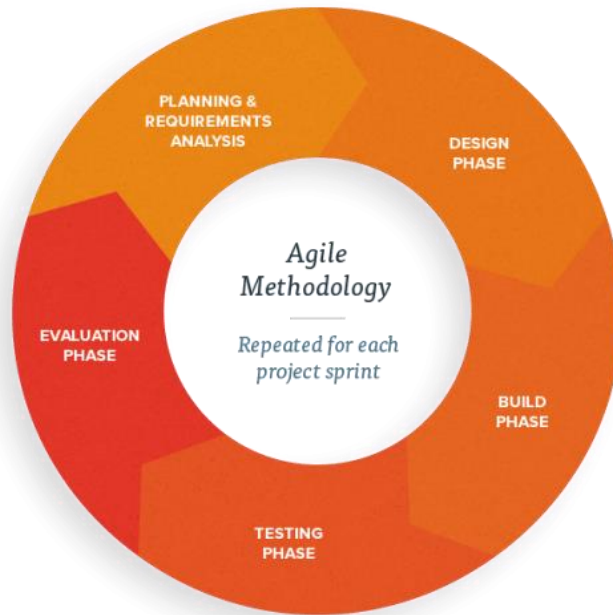 PLANNING &
REQUIREMENTS
ANALYSIS
DESIGN
PHASE
BUILD
PHASE
TESTING
PHASE
EVALUATION
PHASE
Agile
Methodology
Repeated for each
project sprint